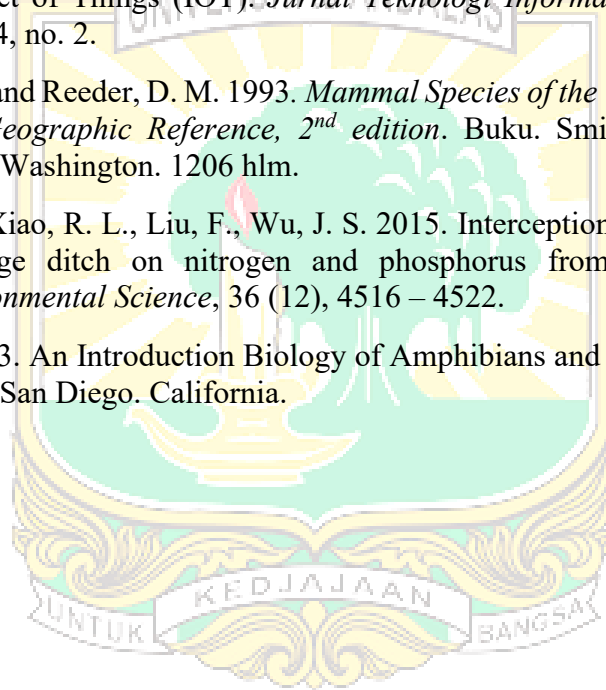 ct of Things (IOT). Jurnal Teknologi Informa
4, no. 2.
and Reeder, D. M. 1993. Mammal Species of the
Geographic Reference, 2nd edition. Buku. Smi
Washington. 1206 hlm.
Xiao, R. L., Liu, F., Wu, J. S. 2015. Interception
ge ditch on nitrogen and phosphorus from
onmental Science, 36 (12), 4516 – 4522.
3. An Introduction Biology of Amphibians and
San Diego. California.
KEDJAJAAN
UNTUK BANGSA